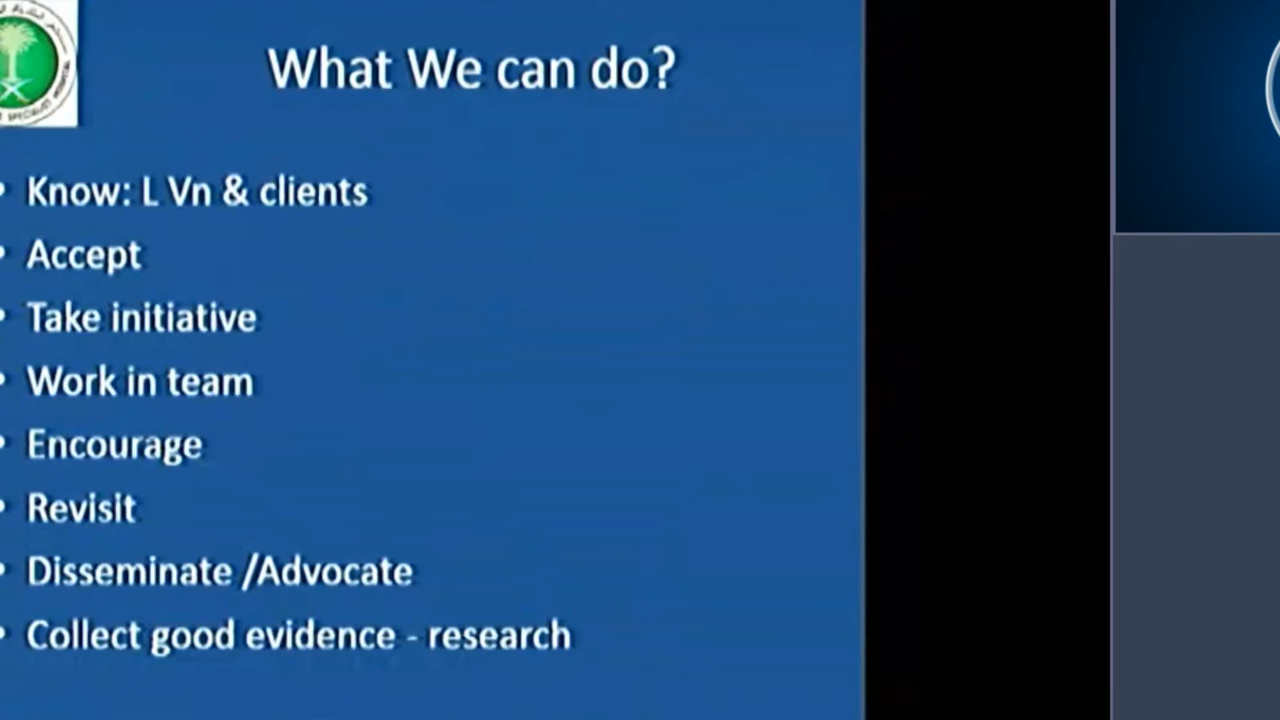 What We can do?
• Know: L Vn & clients
• Accept
• Take initiative
• Work in team
• Encourage
• Revisit
• Disseminate /Advocate
• Collect good evidence - research